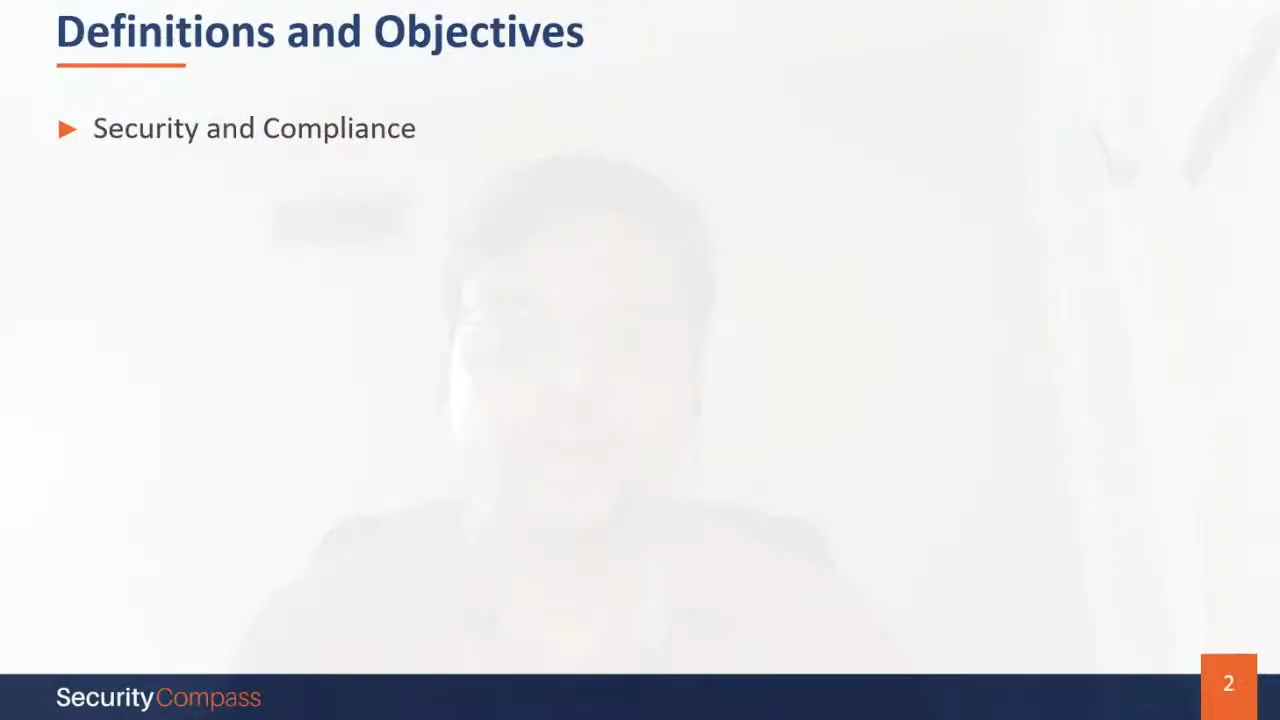 Definitions and Objectives
► Security and Compliance
SecurityCompass
2